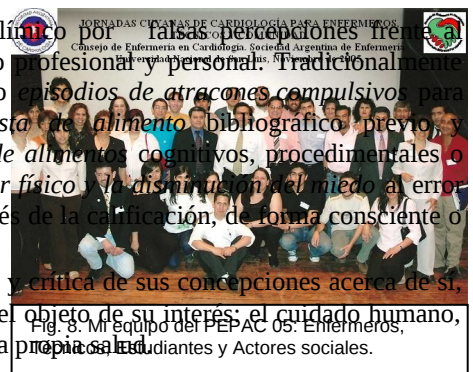 JORNADAS CUYANAS DE CARDIOLOGÍA PARA ENFERMEROS
línico por falsas percepciones frente al
Consejo de Enfermería en Cardiología. Sociedad Argentina de Enfermería
o profesional y personal. Tradicionalmente
Universidad Nacional de San Luis, Noviembre de 2005
o episodios de atracones compulsivos para
sta de alimento bibliográfico previo y
de alimentos cognitivos, procedimentales o
r físico y la disminución del miedo al error
és de la calificación, de forma consciente o
y crítica de sus concepciones acerca de sí,
el objeto de su interés: el cuidado humano,
a propia salud.
Fig. 8. Mi equipo del PEPAC 05: Enfermeros,
Técnicos, Estudiantes y Actores sociales.